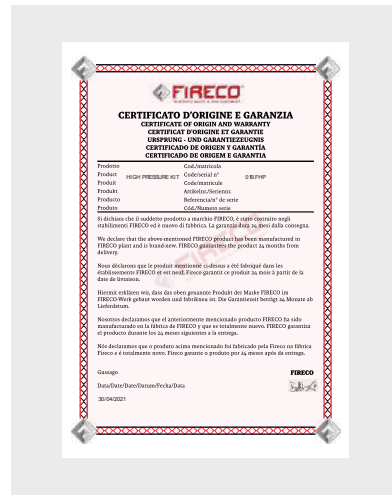 FIRECO
CERTIFICATO D'ORIGINE E GARANZIA
CERTIFICATE OF ORIGIN AND WARRANTY
CERTIFICAT D'ORIGINE ET GARANTIE
URSPRUNG - UND GARANTIEZEUGNIS
CERTIFICADO DE ORIGEN Y GARANTÍA
CERTIFICADO DE ORIGEM E GARANTIA
Prodotto Cod./matricola
Product HIGH PRESSURE KIT Code/serial n°
Produit Code/matricule
Produkt Artikelnr./Seriennr.
Producto Referencia/n° de serie
Produto Cód./Numero serie
Si dichiara che il suddetto prodotto a marchio FIRECO, è stato costruito negli
stabilimenti FIRECO ed è nuovo di fabbrica. La garanzia dura 24 mesi dalla consegna.
We declare that the above-mentioned FIRECO product has been manufactured in
FIRECO plant and is brand-new. FIRECO guarantees the product 24 months from
delivery.
Nous déclarons que le produit mentionné ci-dessus a été fabriqué dans les
établissements FIRECO et est neuf. Fireco garantit ce produit 24 mois à partir de la
date de livraison.
Hiermit erklären wir, dass das oben genannte Produkt der Marke FIRECO im
FIRECO-Werk gebaut worden und fabrikneu ist. Die Garantiezeit beträgt 24 Monate ab
Lieferdatum.
Nosotros declaramos que el anteriormente mencionado producto FIRECO ha sido
manufacturado en la fábrica de FIRECO y que es totalmente nuevo. FIRECO garantiza
el producto durante los 24 meses siguientes a la entrega.
Nós declaramos que o produto acima mencionado foi fabricado pela Fireco na fábrica
Fireco e é totalmente novo. Fireco garante o produto por 24 meses após da entrega.
Gussago FIRECO
Data/Date/Date/Datum/Fecha/Data
30/04/2021